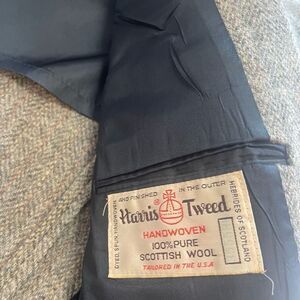 AND FINISHED IN THE OUTER
HEBRIDES OF SCOTLAND
DYED, SPUN, HANDWOVEN
Harris Tweed
HANDWOVEN
100% PURE
SCOTTISH WOOL
TAILORED IN THE U.S.A.